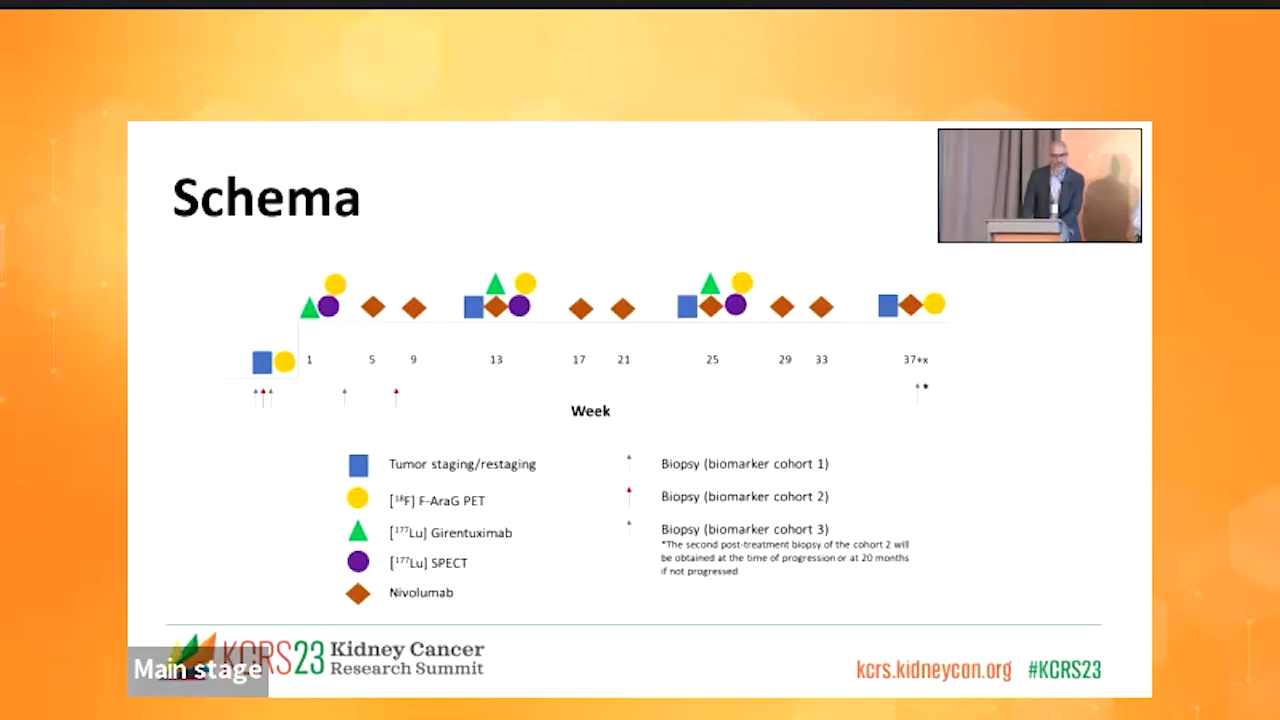 Schema
1 5 9 13 17 21 25 29 33 37+x
*
Week
Tumor staging/restaging
[¹⁸F] F-AraG PET
[¹⁷⁷Lu] Girentuximab
[¹⁷⁷Lu] SPECT
Nivolumab
Biopsy (biomarker cohort 1)
Biopsy (biomarker cohort 2)
Biopsy (biomarker cohort 3)
*The second post-treatment biopsy of the cohort 2 will
be obtained at the time of progression or at 20 months
if not progressed
KCRS23 Kidney Cancer
Research Summit
Main stage
kcrs.kidneycan.org #KCRS23